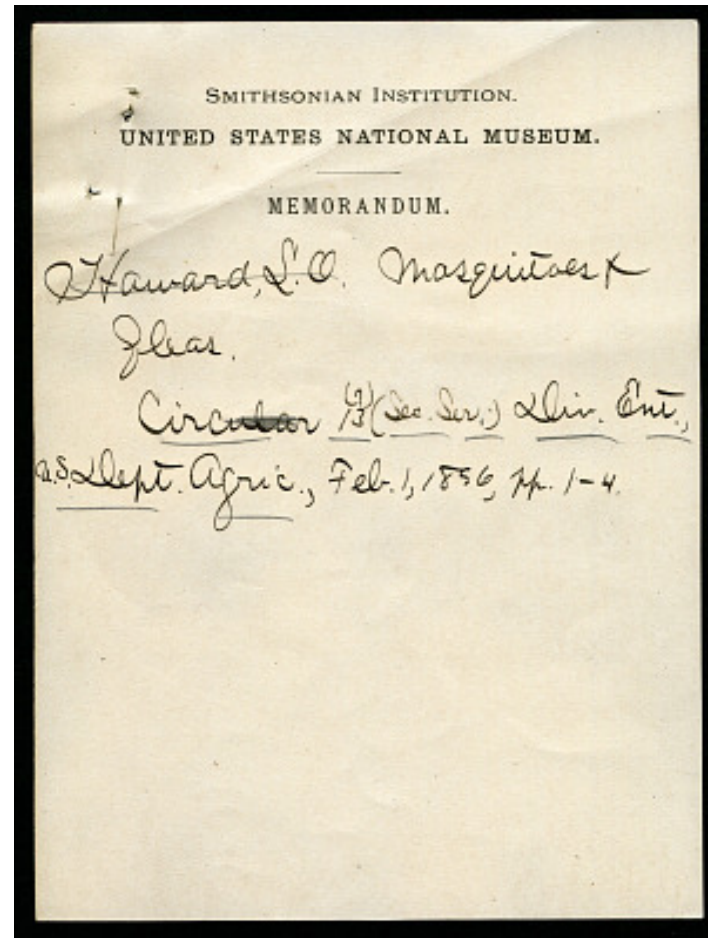 SMITHSONIAN INSTITUTION.
UNITED STATES NATIONAL MUSEUM.
MEMORANDUM.
Howard, L.O. Mosquitoes &
Fleas.
Circular 13 (Sec. Ser.) Div. Ent.,
U.S. Dept. Agric., Feb. 1, 1896, pp. 1-4.